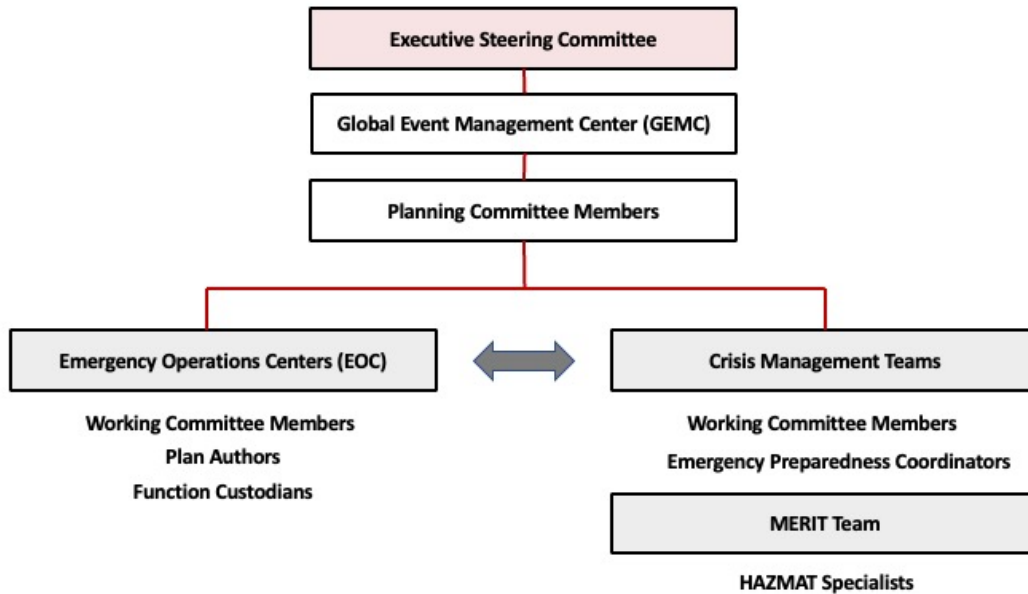 Executive Steering Committee
Global Event Management Center (GEMC)
Planning Committee Members
Emergency Operations Centers (EOC)
Working Committee Members
Plan Authors
Function Custodians
Crisis Management Teams
Working Committee Members
Emergency Preparedness Coordinators
MERIT Team
HAZMAT Specialists